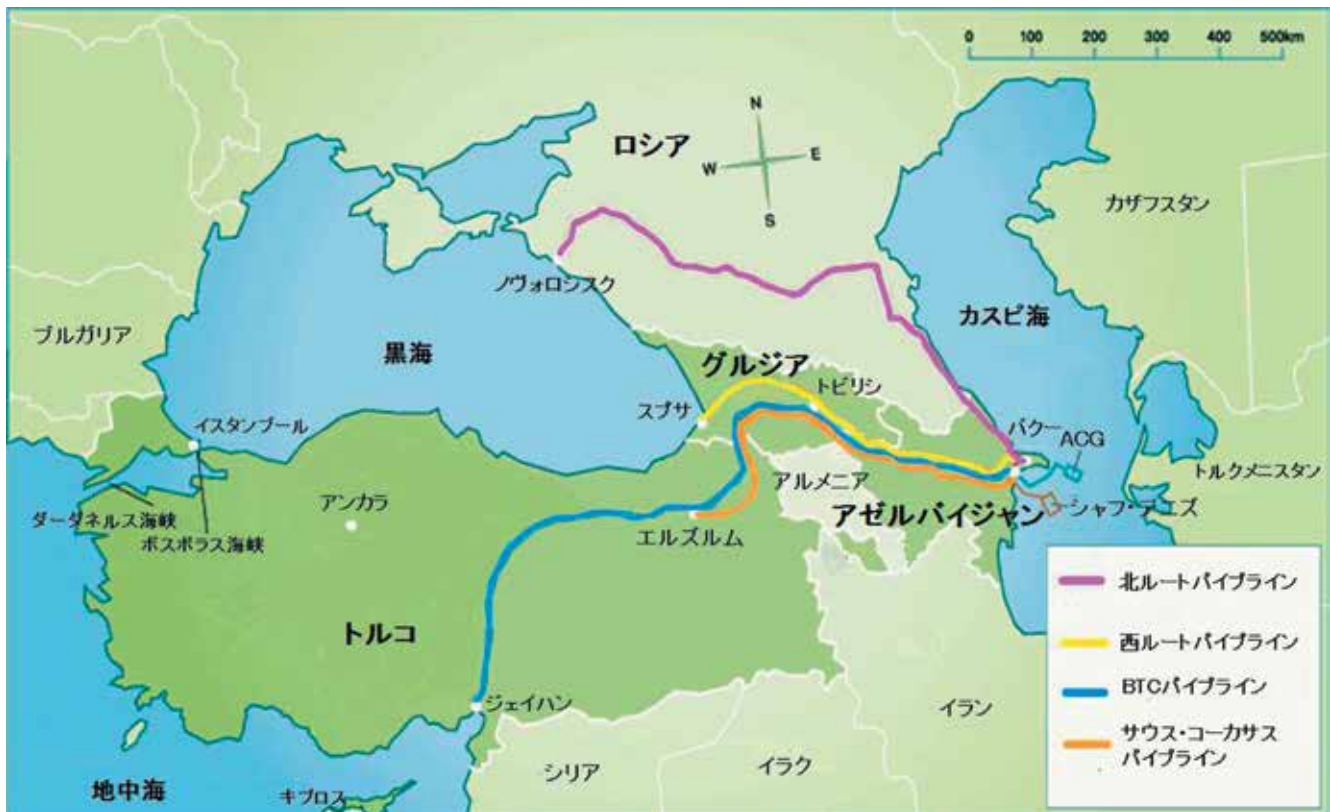 0 100 200 300 400 500km
N
W E
S
ロシア
カザフスタン
ノヴォロシスク
カスピ海
ブルガリア
黒海
グルジア
トビリシ
スプサ
イスタンブール
バクー
ACG
トルクメニスタン
アルメニア
アンカラ
アゼルバイジャン
シャフ・デニズ
ダーダネルス海峡
ボスポラス海峡
エルズルム
トルコ
ジェイハン
イラン
シリア
イラク
地中海
キプロス
北ルートパイプライン
西ルートパイプライン
BTCパイプライン
サウス・コーカサス
パイプライン